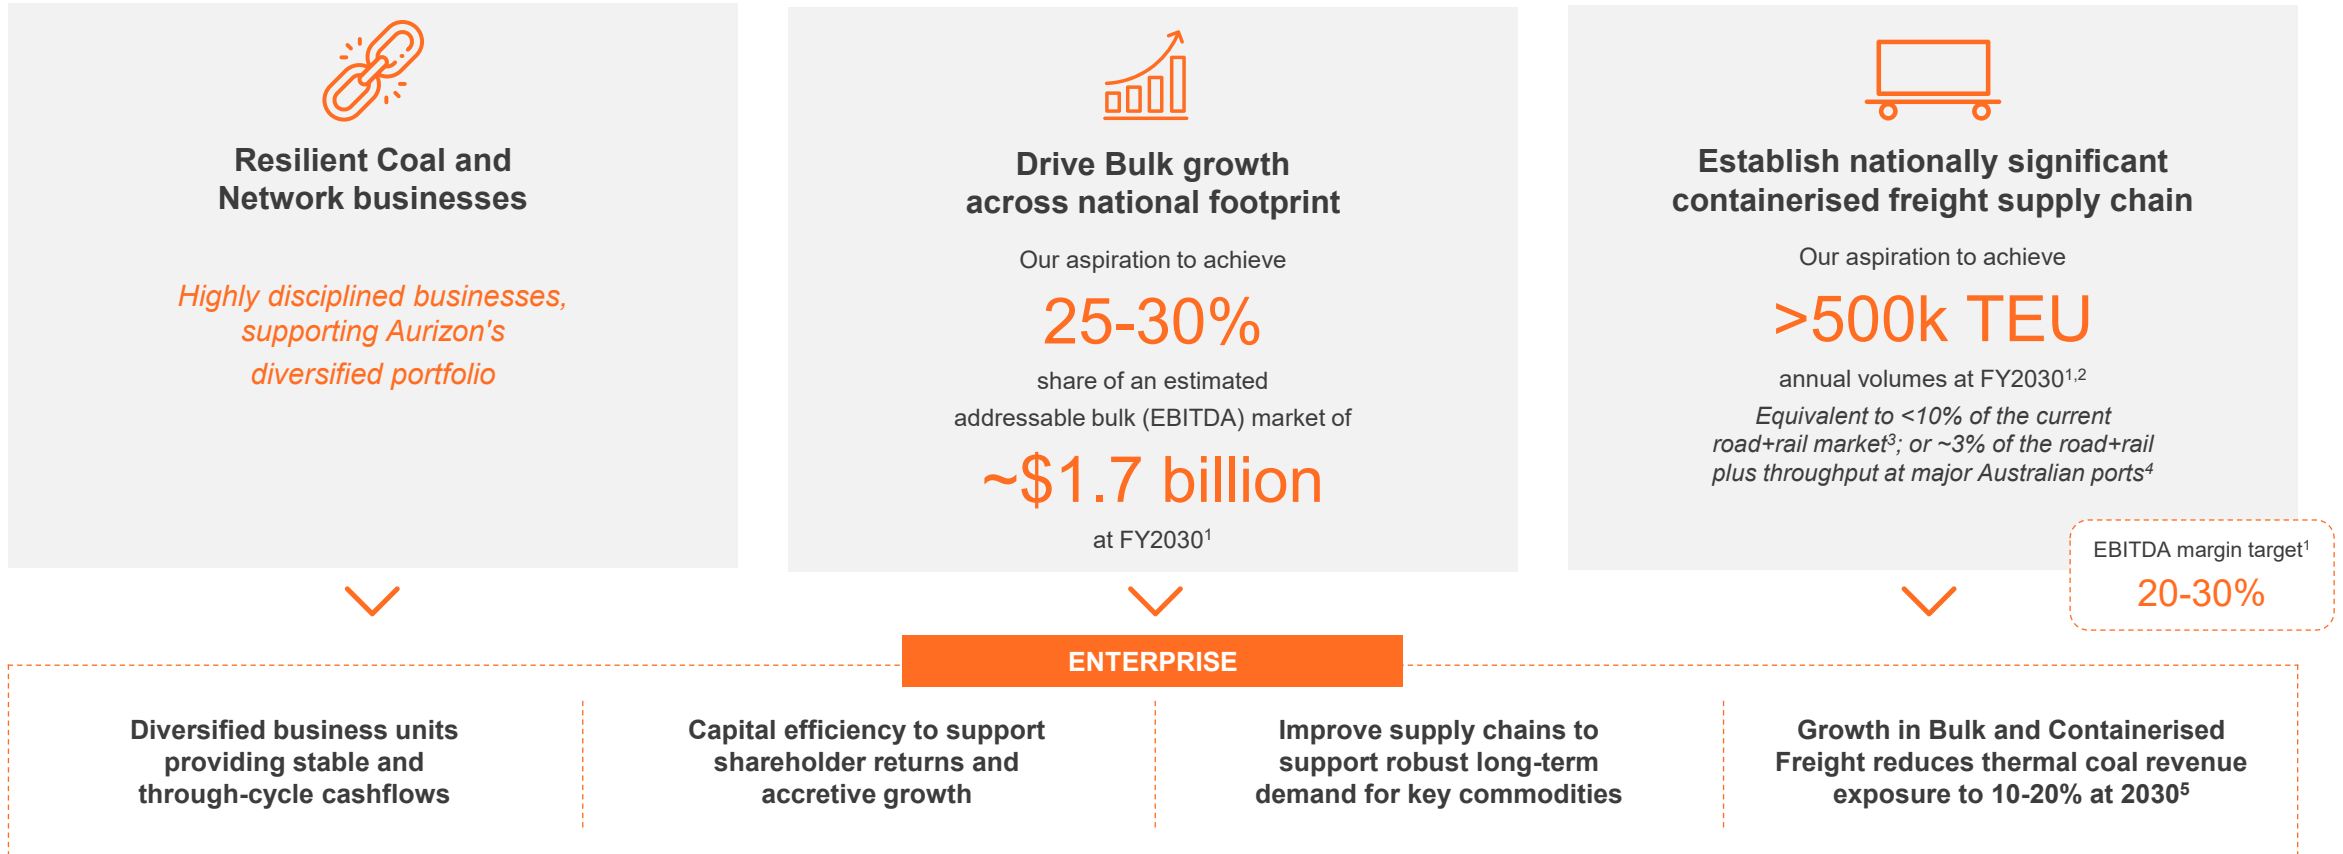 Resilient Coal and
Network businesses
Highly disciplined businesses,
supporting Aurizon's
diversified portfolio
Drive Bulk growth
across national footprint
Our aspiration to achieve
25-30%
share of an estimated
addressable bulk (EBITDA) market of
~$1.7 billion
at FY2030¹
Establish nationally significant
containerised freight supply chain
Our aspiration to achieve
>500k TEU
annual volumes at FY2030¹,²
Equivalent to <10% of the current
road+rail market³; or ~3% of the road+rail
plus throughput at major Australian ports⁴
EBITDA margin target¹
20-30%
ENTERPRISE
Diversified business units
providing stable and
through-cycle cashflows
Capital efficiency to support
shareholder returns and
accretive growth
Improve supply chains to
support robust long-term
demand for key commodities
Growth in Bulk and Containerised
Freight reduces thermal coal revenue
exposure to 10-20% at 2030⁵